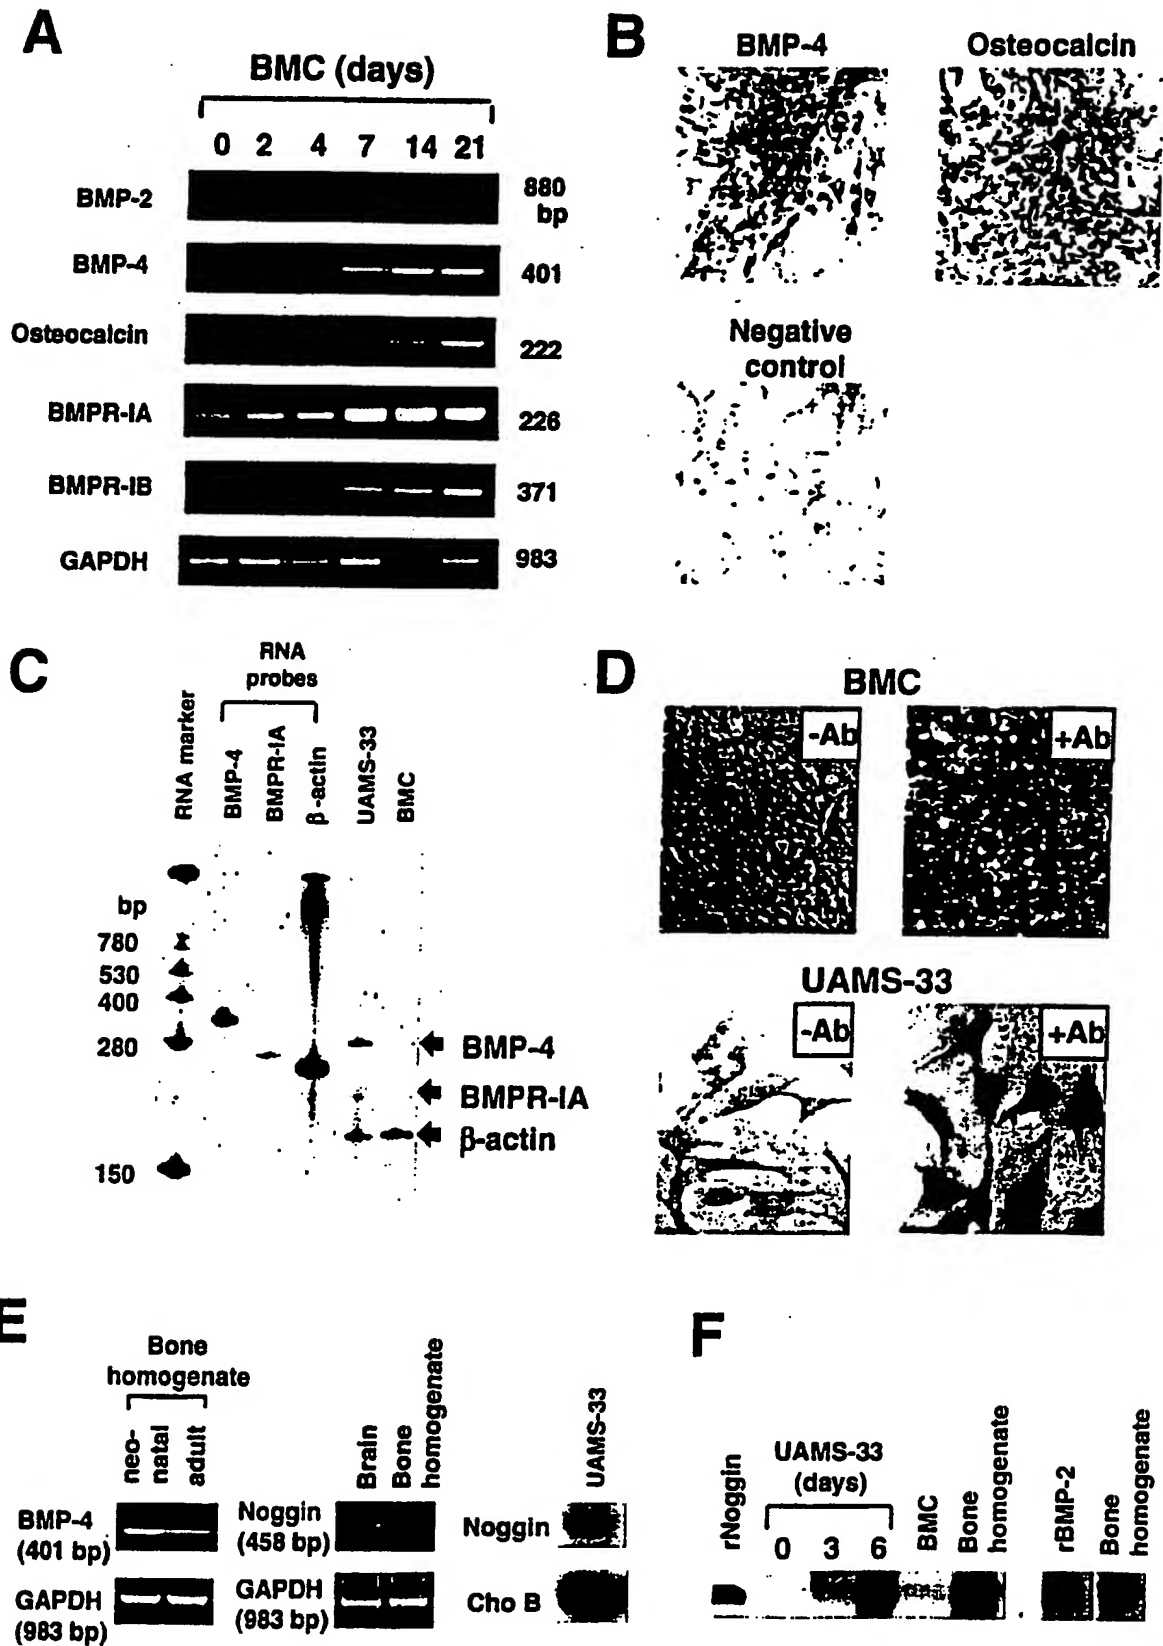 A
BMC (days)
0 2 4 7 14 21
BMP-2
880
bp
BMP-4
401
Osteocalcin
222
BMPR-IA
226
BMPR-IB
371
GAPDH
983
B
BMP-4
Osteocalcin
Negative
control
C
RNA
probes
RNA marker
BMP-4
BMPR-IA
β-actin
UAMS-33
BMC
bp
780
530
400
280
150
BMP-4
BMPR-IA
β-actin
D
BMC
-Ab
+Ab
UAMS-33
-Ab
+Ab
E
Bone
homogenate
neo-
natal
adult
BMP-4
(401 bp)
GAPDH
(983 bp)
Brain
Bone
homogenate
Noggin
(458 bp)
GAPDH
(983 bp)
UAMS-33
Noggin
Cho B
F
rNoggin
UAMS-33
(days)
0 3 6
BMC
Bone
homogenate
rBMP-2
Bone
homogenate